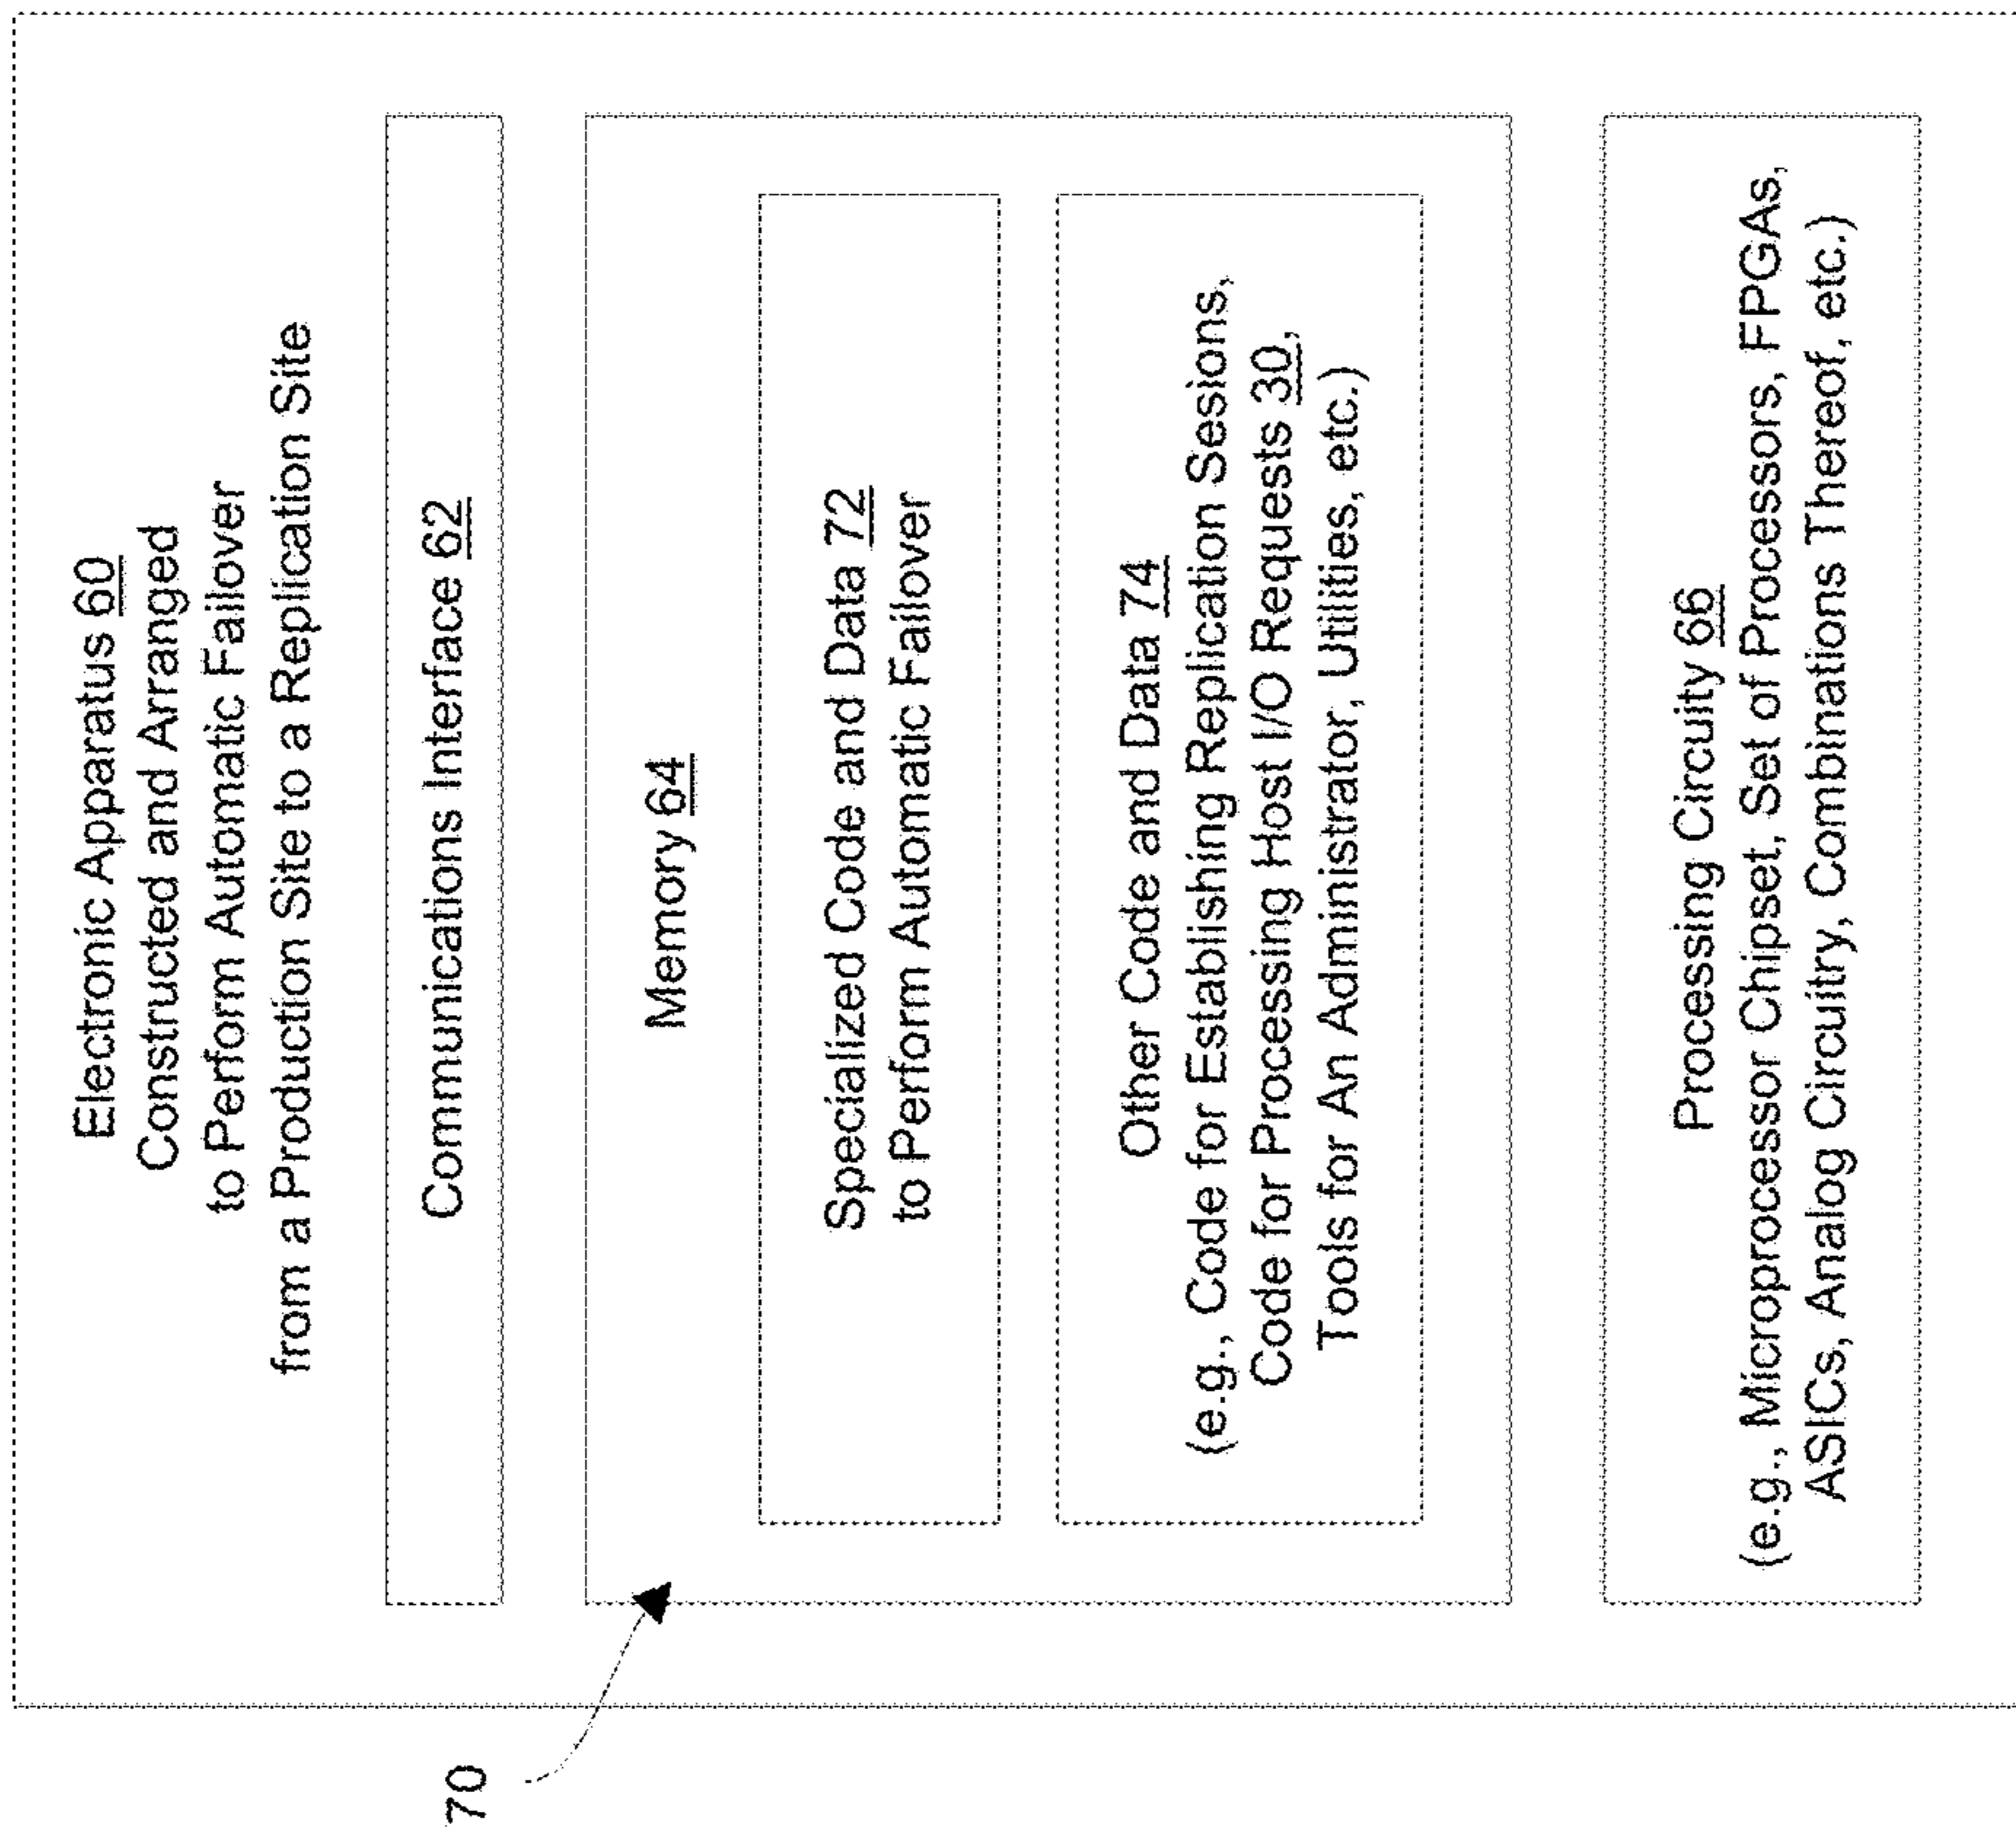 Electronic Apparatus 60
Constructed and Arranged
to Perform Automatic Failover
from a Production Site to a Replication Site
Communications Interface 62
70
Memory 64
Specialized Code and Data 72
to Perform Automatic Failover
Other Code and Data 74
(e.g., Code for Establishing Replication Sesions,
Code for Processing Host I/O Requests 30,
Tools for An Administrator, Utilities, etc.)
Processing Circuity 66
(e.g., Microprocessor Chipset, Set of Processors, FPGAs,
ASICs, Analog Circuitry, Combinations Thereof, etc.)